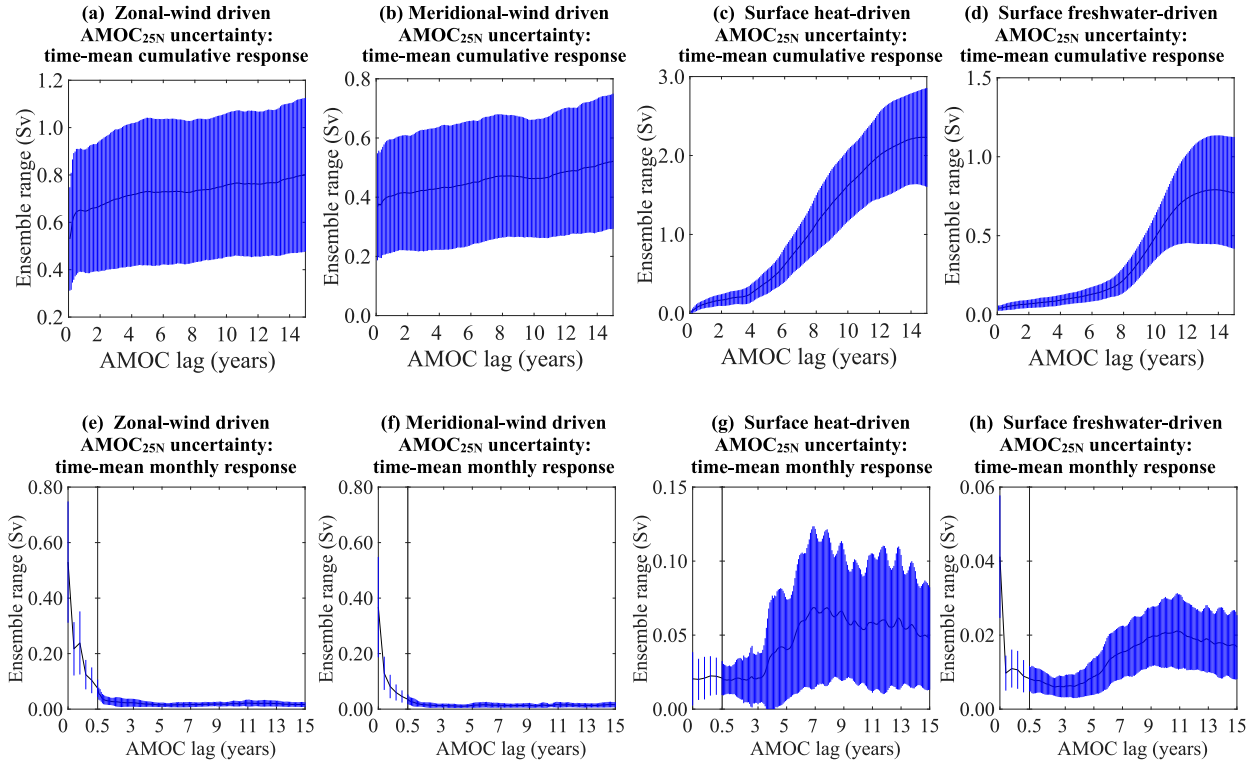 (a) Zonal-wind driven
AMOC25N uncertainty:
time-mean cumulative response
Ensemble range (Sv)
1.2
1.0
0.8
0.6
0.4
0.2
0 2 4 6 8 10 12 14
AMOC lag (years)
(b) Meridional-wind driven
AMOC25N uncertainty:
time-mean cumulative response
Ensemble range (Sv)
0.8
0.6
0.4
0.2
0.0
0 2 4 6 8 10 12 14
AMOC lag (years)
(c) Surface heat-driven
AMOC25N uncertainty:
time-mean cumulative response
Ensemble range (Sv)
3.0
2.0
1.0
0.0
0 2 4 6 8 10 12 14
AMOC lag (years)
(d) Surface freshwater-driven
AMOC25N uncertainty:
time-mean cumulative response
Ensemble range (Sv)
1.5
1.0
0.5
0.0
0 2 4 6 8 10 12 14
AMOC lag (years)
(e) Zonal-wind driven
AMOC25N uncertainty:
time-mean monthly response
Ensemble range (Sv)
0.80
0.60
0.40
0.20
0.00
0 0.5 3 5 7 9 11 13 15
AMOC lag (years)
(f) Meridional-wind driven
AMOC25N uncertainty:
time-mean monthly response
Ensemble range (Sv)
0.80
0.60
0.40
0.20
0.00
0 0.5 3 5 7 9 11 13 15
AMOC lag (years)
(g) Surface heat-driven
AMOC25N uncertainty:
time-mean monthly response
Ensemble range (Sv)
0.15
0.10
0.05
0.00
0 0.5 3 5 7 9 11 13 15
AMOC lag (years)
(h) Surface freshwater-driven
AMOC25N uncertainty:
time-mean monthly response
Ensemble range (Sv)
0.06
0.04
0.02
0.00
0 0.5 3 5 7 9 11 13 15
AMOC lag (years)